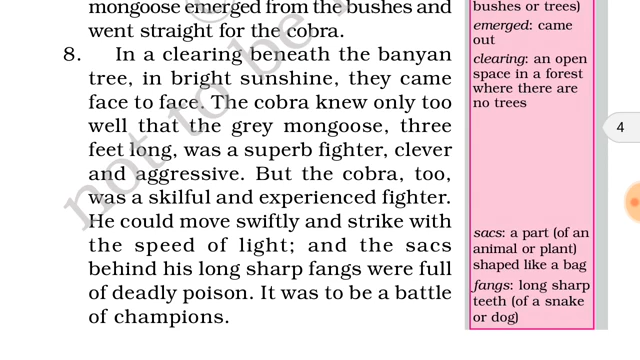 mongoose emerged from the bushes and
went straight for the cobra.
8. In a clearing beneath the banyan
tree, in bright sunshine, they came
face to face. The cobra knew only too
well that the grey mongoose, three
feet long, was a superb fighter, clever
and aggressive. But the cobra, too,
was a skilful and experienced fighter.
He could move swiftly and strike with
the speed of light; and the sacs
behind his long sharp fangs were full
of deadly poison. It was to be a battle
of champions.
bushes or trees)
emerged: came
out
clearing: an open
space in a forest
where there are
no trees
sacs: a part (of an
animal or plant)
shaped like a bag
fangs: long sharp
teeth (of a snake
or dog)
4
not to be